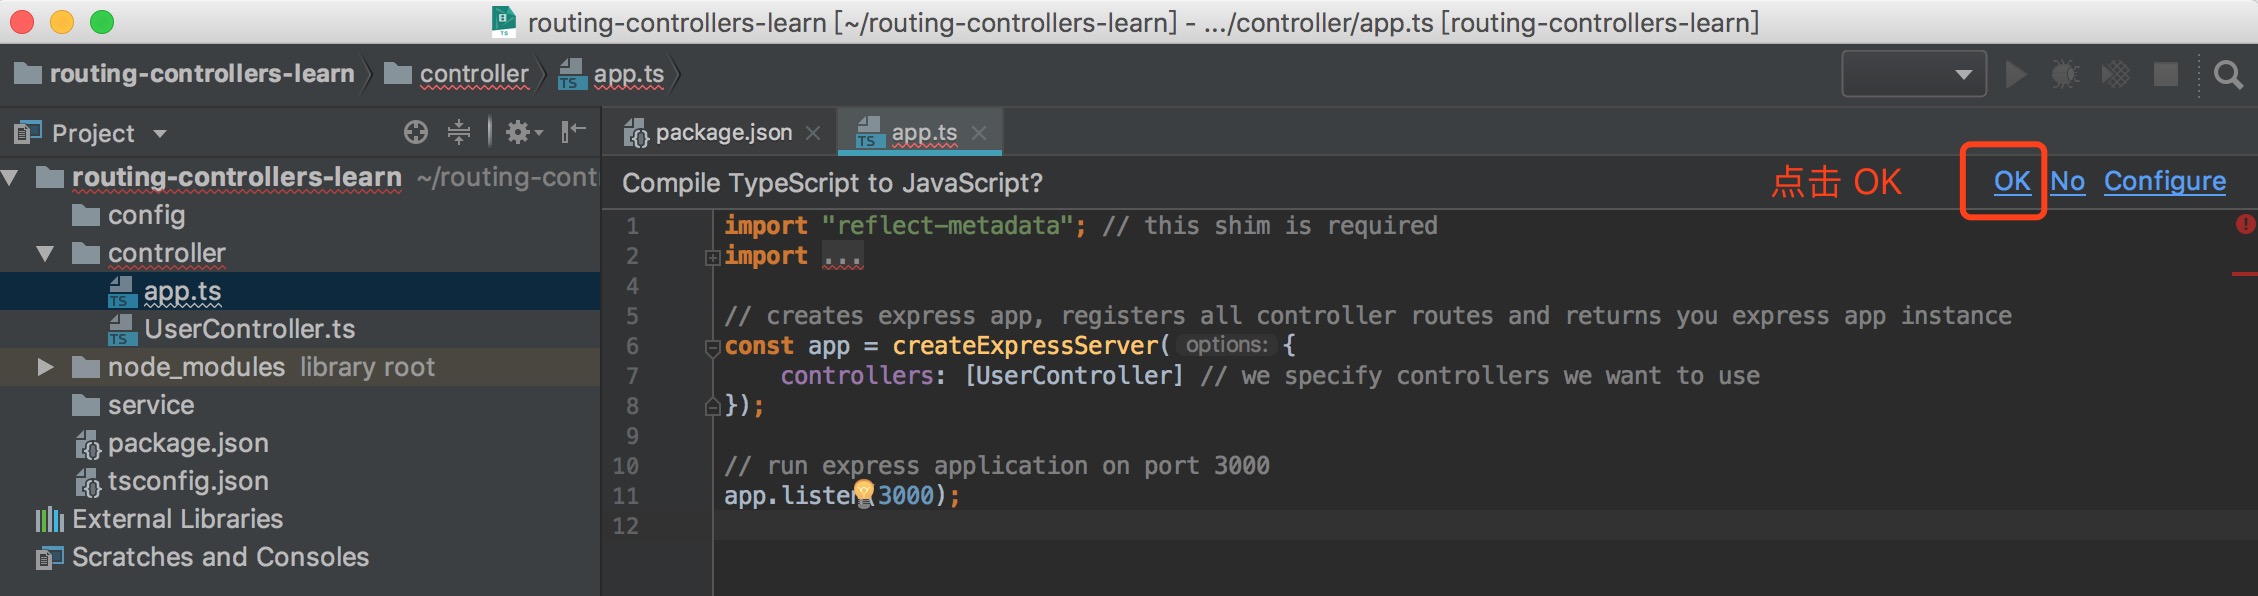 routing-controllers-learn [~/routing-controllers-learn] - .../controller/app.ts [routing-controllers-learn]
routing-controllers-learn controller app.ts
Project
package.json app.ts
routing-controllers-learn ~/routing-cont
config
controller
app.ts
UserController.ts
node_modules library root
service
package.json
tsconfig.json
External Libraries
Scratches and Consoles
Compile TypeScript to JavaScript? 点击 OK OK No Configure
1 import "reflect-metadata"; // this shim is required
2 import ...
4
5 // creates express app, registers all controller routes and returns you express app instance
6 const app = createExpressServer( options: {
7 controllers: [UserController] // we specify controllers we want to use
8 });
9
10 // run express application on port 3000
11 app.listen(3000);
12